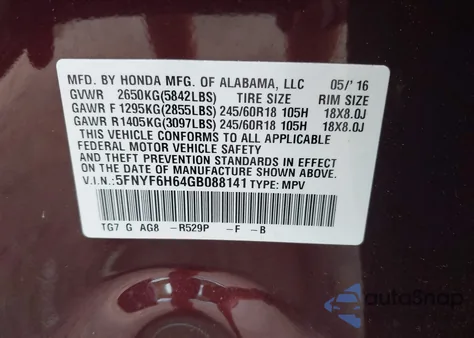 MFD. BY HONDA MFG. OF ALABAMA, LLC 05/'16
GVWR 2650KG(5842LBS) TIRE SIZE RIM SIZE
GAWR F 1295KG(2855LBS) 245/60R18 105H 18X8.0J
GAWR R1405KG(3097LBS) 245/60R18 105H 18X8.0J
THIS VEHICLE CONFORMS TO ALL APPLICABLE
FEDERAL MOTOR VEHICLE SAFETY
STANDARDS IN EFFECT ON THE
DATE OF MANUFACTURE SHOWN ABOVE.
V.I.N.: 5FNYF6H64GB088141 TYPE: MPV
TG7 G AG8 -R529P -F -B
autoSnap